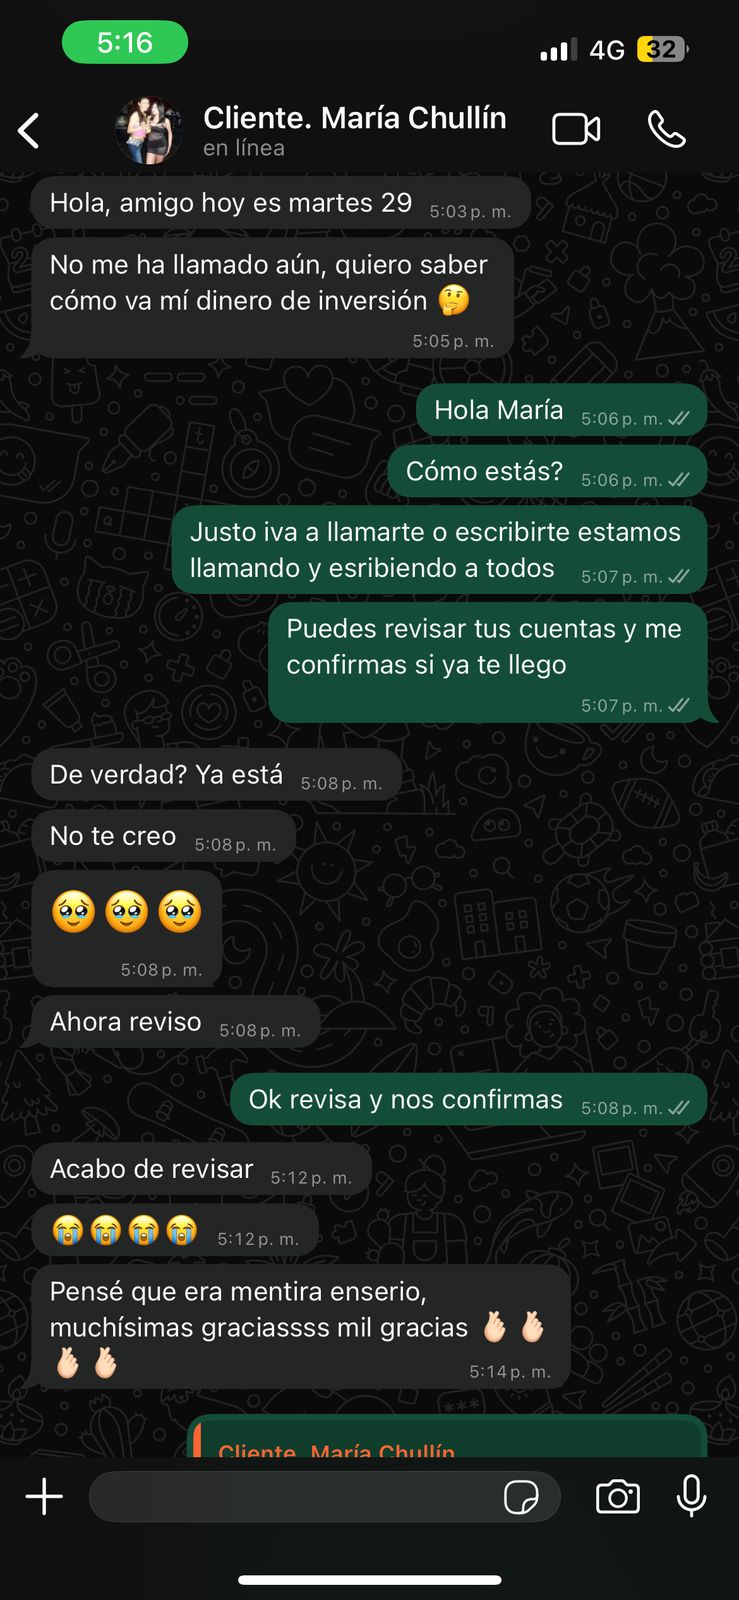 5:16
4G 32
Cliente. María Chullín
en línea
Hola, amigo hoy es martes 29 5:03 p. m.
No me ha llamado aún, quiero saber
cómo va mí dinero de inversión 🤔
5:05 p. m.
Hola María 5:06 p. m.
Cómo estás? 5:06 p. m.
Justo iva a llamarte o escribirte estamos
llamando y esribiendo a todos 5:07 p. m.
Puedes revisar tus cuentas y me
confirmas si ya te llego
5:07 p. m.
De verdad? Ya está 5:08 p. m.
No te creo 5:08 p. m.
🥹🥹🥹
5:08 p. m.
Ahora reviso 5:08 p. m.
Ok revisa y nos confirmas 5:08 p. m.
Acabo de revisar 5:12 p. m.
😭😭😭😭 5:12 p. m.
Pensé que era mentira enserio,
muchísimas graciassss mil gracias 🫰🏻🫰🏻
🫰🏻🫰🏻 5:14 p. m.
Cliente. María Chullín